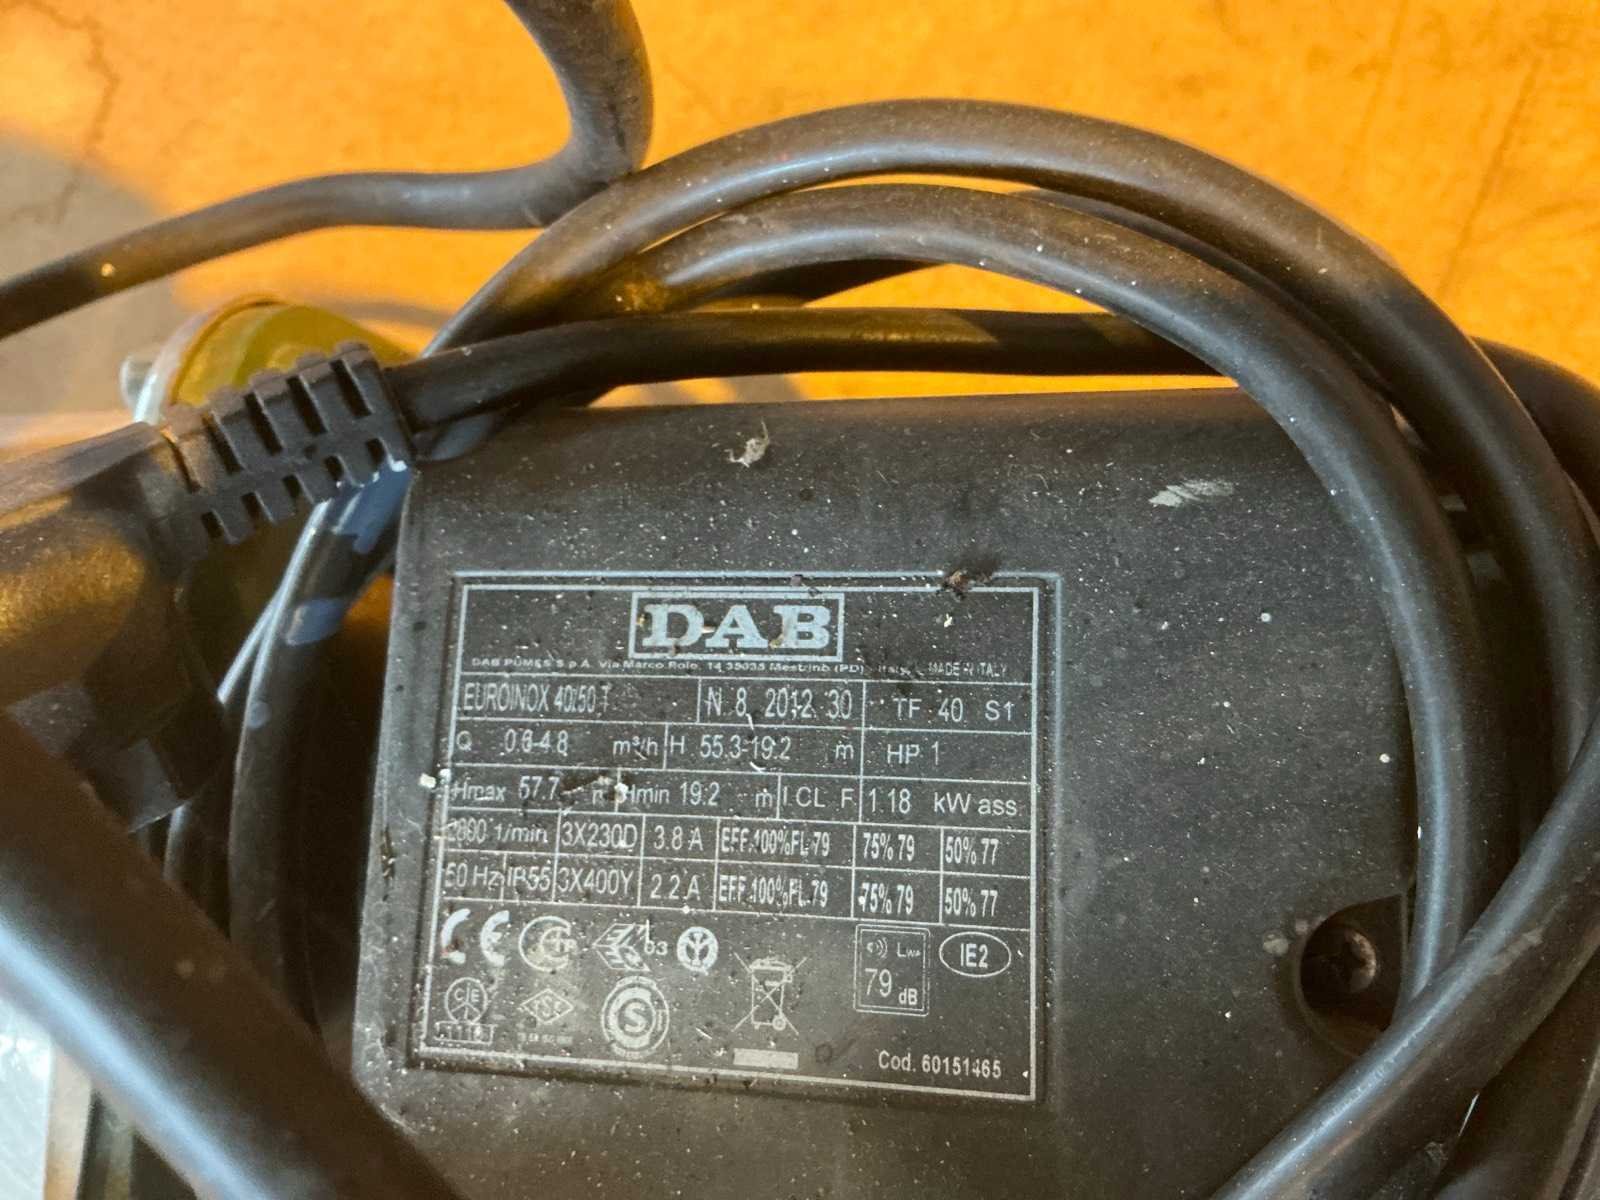 DAB
DAB PUMPS S.p.A. Via Marco Polo, 14 35035 Mestrino (PD) - Italy MADE IN ITALY
EUROINOX 40/50 T N. 8 2012 30 TF 40 S1
Q 0.6-4.8 m³/h H 55.3-19.2 m HP 1
Hmax 57.7 Hmin 19.2 m I.CL F 1.18 kW ass
1/min 3X230D 3.8 A EFF.100%FL.79 75% 79 50% 77
50 Hz IP55 3X400Y 2.2 A EFF.100%FL.79 75% 79 50% 77
CE 03 LWA IE2
79 dB
S
Cod. 60151465